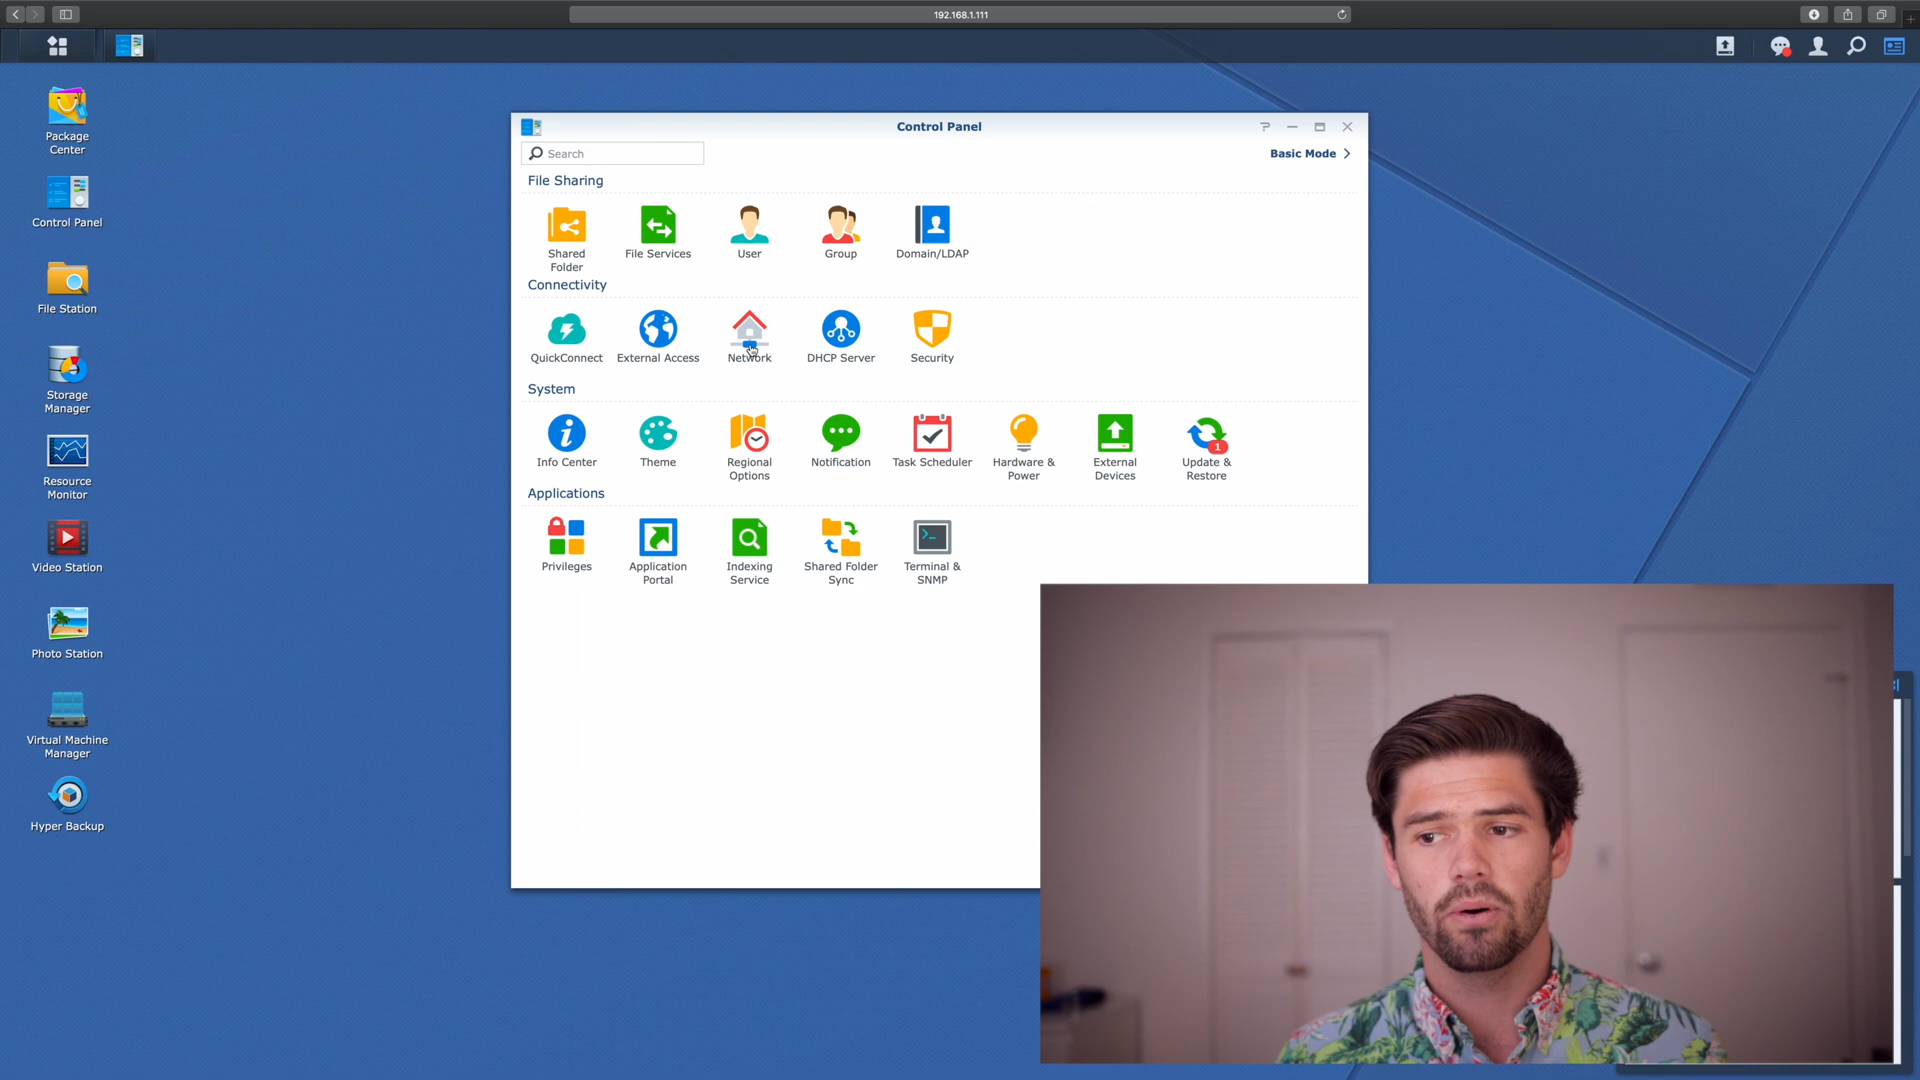 192.168.1.111
Package
Center
Control Panel
File Station
Storage
Manager
Resource
Monitor
Video Station
Photo Station
Virtual Machine
Manager
Hyper Backup
Control Panel
Search
Basic Mode
File Sharing
Shared
Folder
File Services
User
Group
Domain/LDAP
Connectivity
QuickConnect
External Access
Network
DHCP Server
Security
System
Info Center
Theme
Regional
Options
Notification
Task Scheduler
Hardware &
Power
External
Devices
1
Update &
Restore
Applications
Privileges
Application
Portal
Indexing
Service
Shared Folder
Sync
Terminal &
SNMP